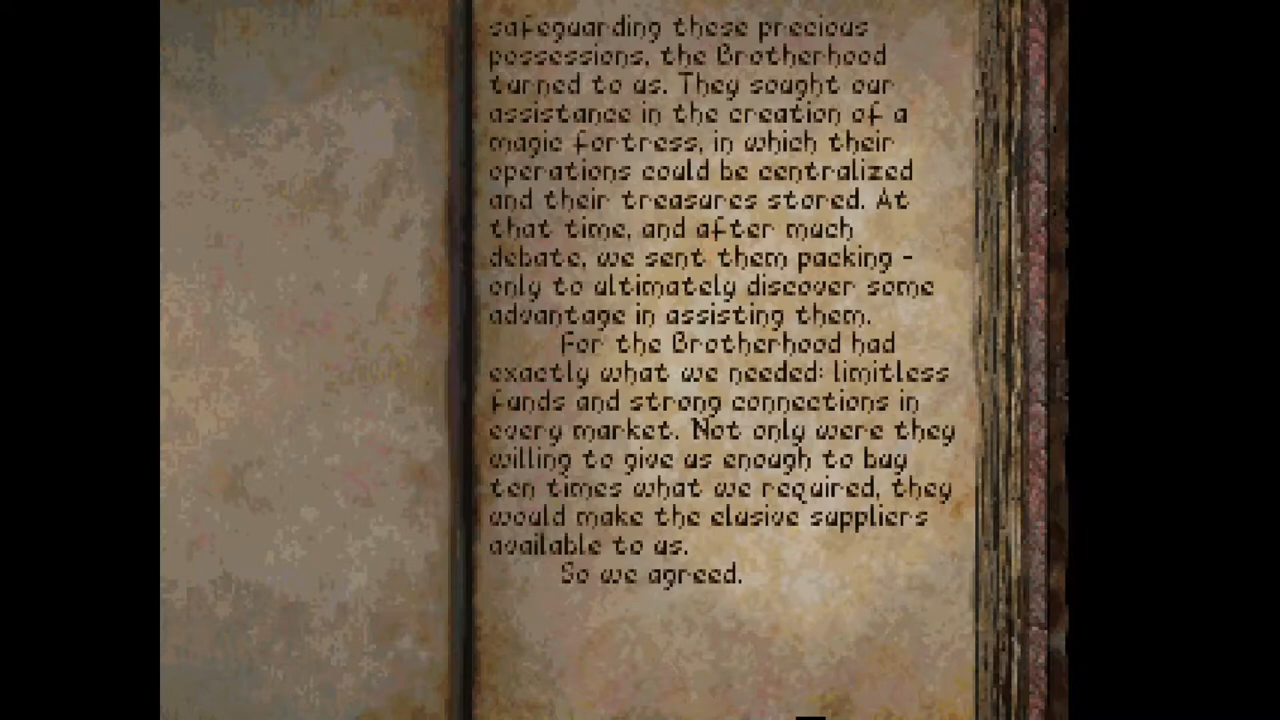 safeguarding these precious
possessions, the Brotherhood
turned to us. They sought our
assistance in the creation of a
magic fortress, in which their
operations could be centralized
and their treasures stored. At
that time, and after much
debate, we sent them packing -
only to ultimately discover some
advantage in assisting them.
For the Brotherhood had
exactly what we needed: limitless
funds and strong connections in
every market. Not only were they
willing to give us enough to buy
ten times what we required, they
would make the elusive suppliers
available to us.
So we agreed.